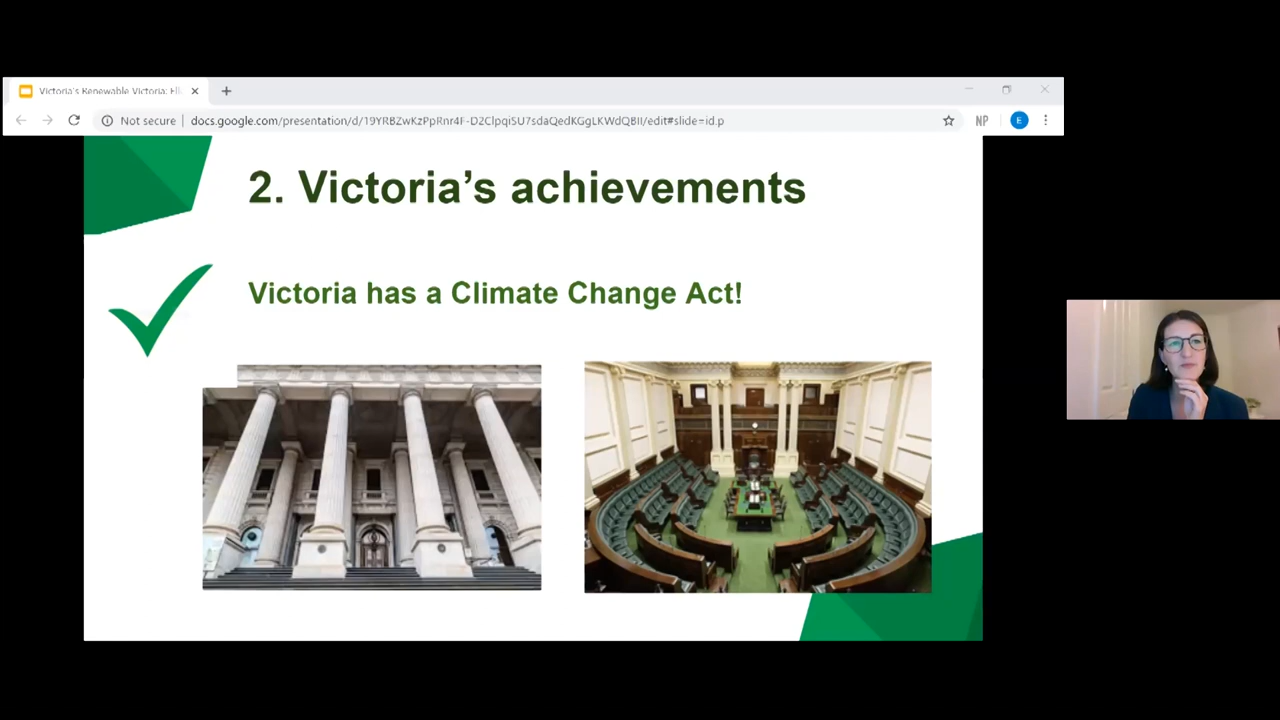 Victoria's Renewable Victoria: Ell
Not secure
docs.google.com/presentation/d/19YRBZwKzPpRnr4F-D2ClpqiSU7sdaQedKGgLKWdQBII/edit#slide=id.p
NP
E
2. Victoria's achievements
Victoria has a Climate Change Act!